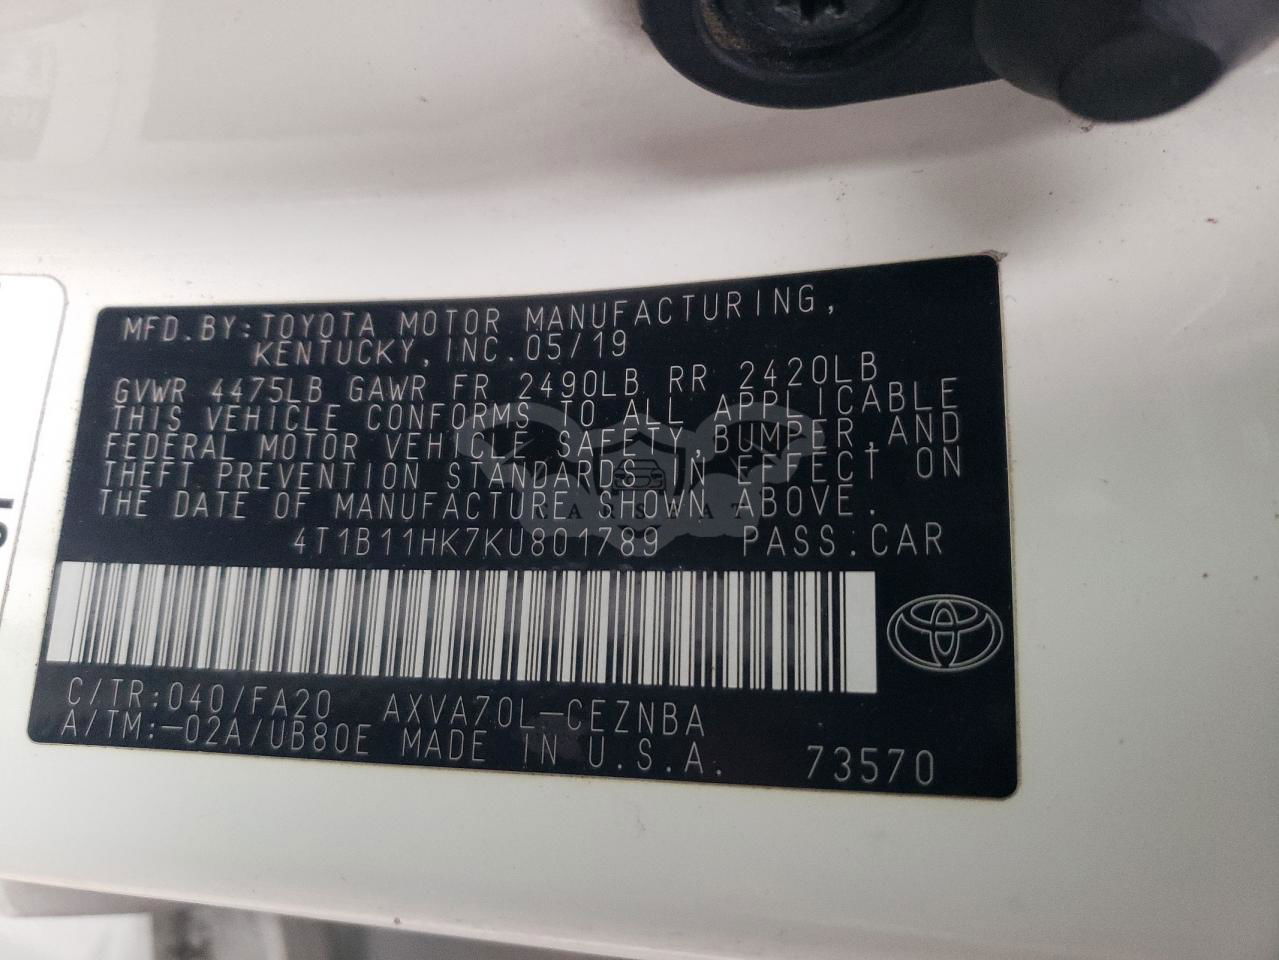 MFD.BY:TOYOTA MOTOR MANUFACTURING,
KENTUCKY,INC.05/19
GVWR 4475LB GAWR FR 2490LB RR 2420LB
THIS VEHICLE CONFORMS TO ALL APPLICABLE
FEDERAL MOTOR VEHICLE SAFETY,BUMPER,AND
THEFT PREVENTION STANDARDS IN EFFECT ON
THE DATE OF MANUFACTURE SHOWN ABOVE.
CARSBAT
4T1B11HK7KU801789 PASS.CAR
C/TR:040/FA20 AXVA70L-CEZNBA
A/TM:-02A/UB80E MADE IN U.S.A. 73570